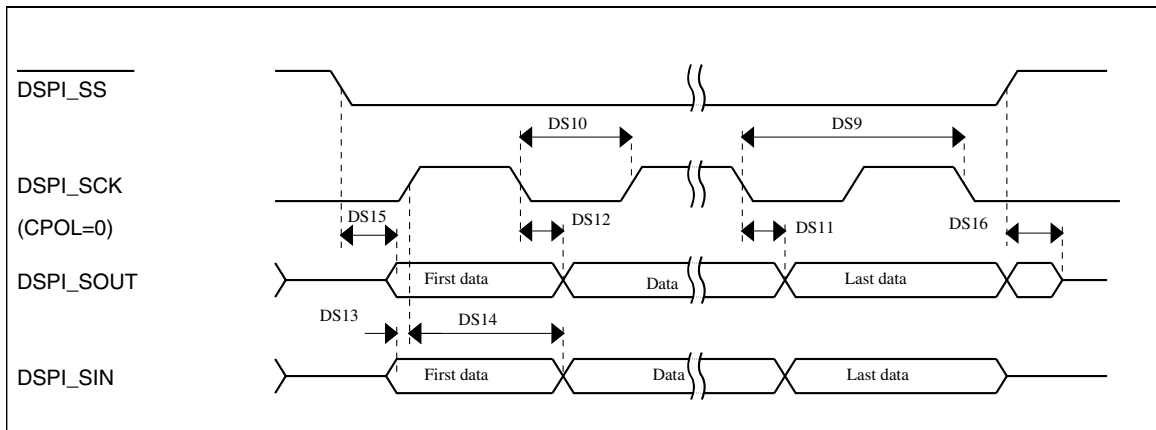 DSPI_SS
DS10
DS9
DSPI_SCK
(CPOL=0)
DS15
DS12
DS11
DS16
DSPI_SOUT
First data
Data
Last data
DS13
DS14
DSPI_SIN
First data
Data
Last data